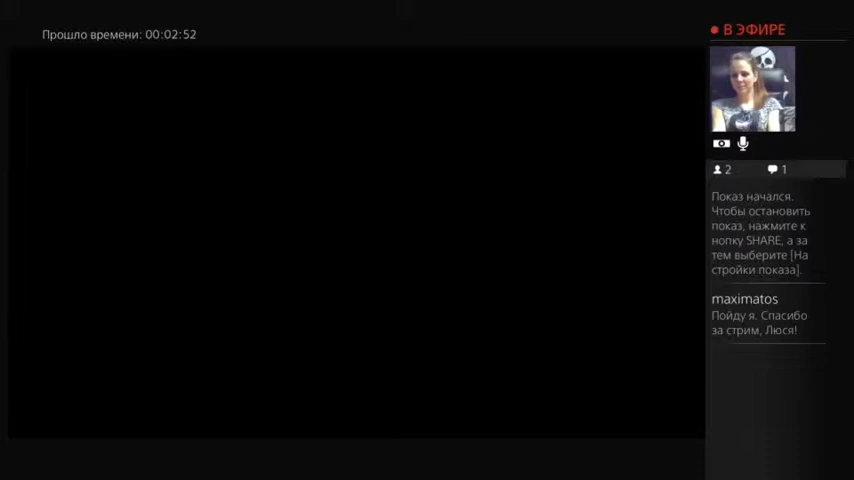 Прошло времени: 00:02:52
В ЭФИРЕ
2 1
Показ начался.
Чтобы остановить
показ, нажмите к
нопку SHARE, а за
тем выберите [На
стройки показа].
maximatos
Пойду я. Спасибо
за стрим, Люся!